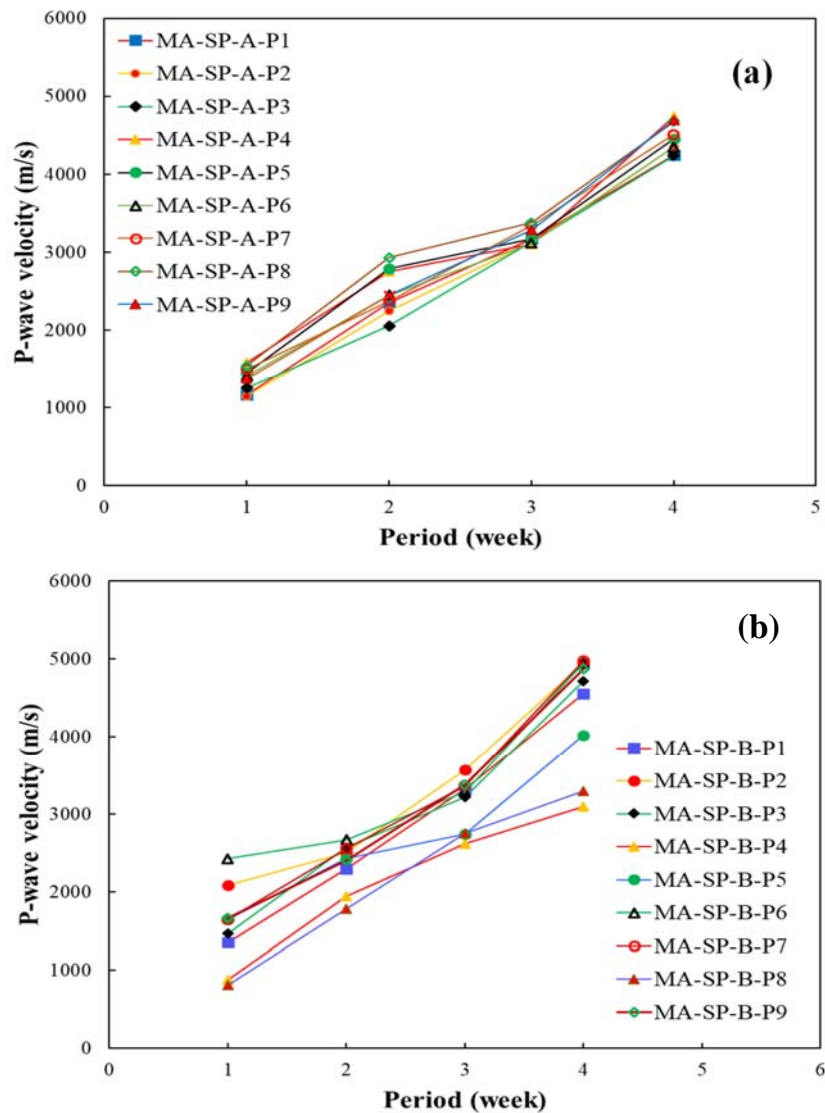 6000
5000
4000
3000
2000
1000
0
P-wave velocity (m/s)
MA-SP-A-P1
MA-SP-A-P2
MA-SP-A-P3
MA-SP-A-P4
MA-SP-A-P5
MA-SP-A-P6
MA-SP-A-P7
MA-SP-A-P8
MA-SP-A-P9
(a)
0 1 2 3 4 5
Period (week)
6000
5000
4000
3000
2000
1000
0
P-wave velocity (m/s)
(b)
MA-SP-B-P1
MA-SP-B-P2
MA-SP-B-P3
MA-SP-B-P4
MA-SP-B-P5
MA-SP-B-P6
MA-SP-B-P7
MA-SP-B-P8
MA-SP-B-P9
0 1 2 3 4 5 6
Period (week)